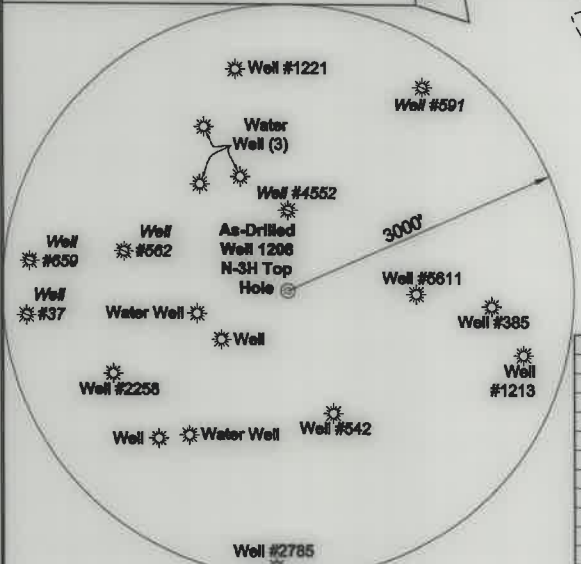 Well #1221
Well #591
Water
Well (3)
Well #4552
Well
#562
Well
#659
As-Drilled
Well 1206
N-3H Top
Hole
3000'
Well
#37
Water Well
Well #5611
Well #385
Well
Well
#1213
Well #2258
Well #542
Well
Water Well
Well #2785